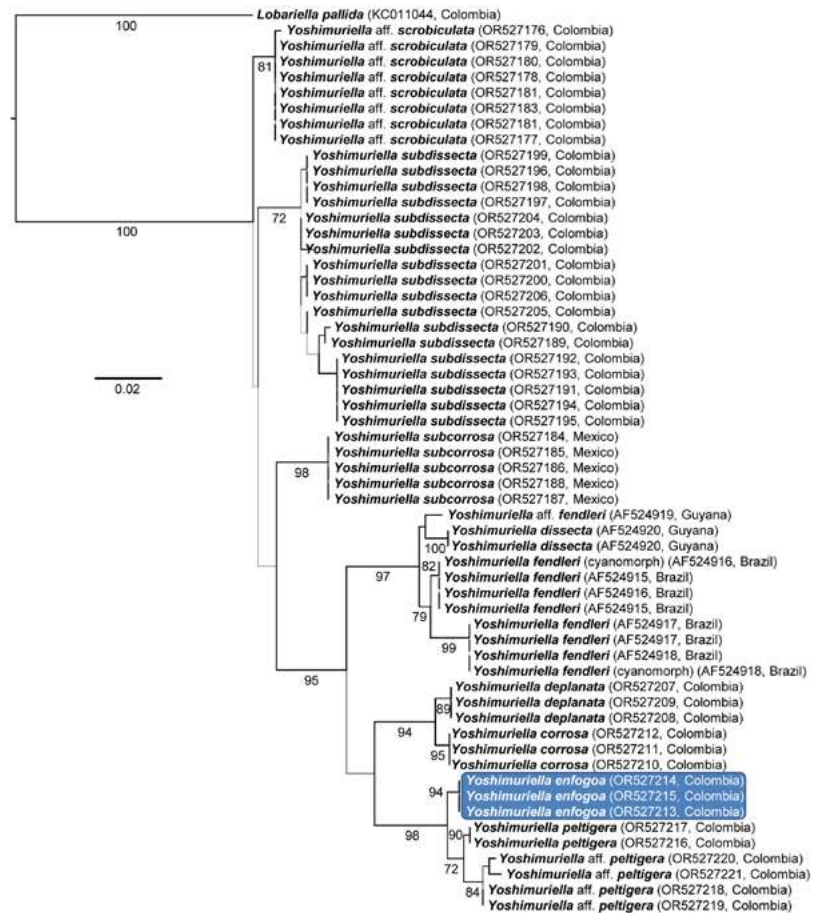 Lobariella pallida (KC011044, Colombia)
100
Yoshimuriella aff. scrobiculata (OR527176, Colombia)
Yoshimuriella aff. scrobiculata (OR527179, Colombia)
Yoshimuriella aff. scrobiculata (OR527180, Colombia)
81
Yoshimuriella aff. scrobiculata (OR527178, Colombia)
Yoshimuriella aff. scrobiculata (OR527181, Colombia)
Yoshimuriella aff. scrobiculata (OR527183, Colombia)
Yoshimuriella aff. scrobiculata (OR527181, Colombia)
Yoshimuriella aff. scrobiculata (OR527177, Colombia)
Yoshimuriella subdissecta (OR527199, Colombia)
Yoshimuriella subdissecta (OR527196, Colombia)
Yoshimuriella subdissecta (OR527198, Colombia)
Yoshimuriella subdissecta (OR527197, Colombia)
72
Yoshimuriella subdissecta (OR527204, Colombia)
100
Yoshimuriella subdissecta (OR527203, Colombia)
Yoshimuriella subdissecta (OR527202, Colombia)
Yoshimuriella subdissecta (OR527201, Colombia)
Yoshimuriella subdissecta (OR527200, Colombia)
Yoshimuriella subdissecta (OR527206, Colombia)
Yoshimuriella subdissecta (OR527205, Colombia)
Yoshimuriella subdissecta (OR527190, Colombia)
Yoshimuriella subdissecta (OR527189, Colombia)
Yoshimuriella subdissecta (OR527192, Colombia)
Yoshimuriella subdissecta (OR527193, Colombia)
0.02
Yoshimuriella subdissecta (OR527191, Colombia)
Yoshimuriella subdissecta (OR527194, Colombia)
Yoshimuriella subdissecta (OR527195, Colombia)
Yoshimuriella subcorrosa (OR527184, Mexico)
Yoshimuriella subcorrosa (OR527185, Mexico)
98
Yoshimuriella subcorrosa (OR527186, Mexico)
Yoshimuriella subcorrosa (OR527188, Mexico)
Yoshimuriella subcorrosa (OR527187, Mexico)
Yoshimuriella aff. fendleri (AF524919, Guyana)
Yoshimuriella dissecta (AF524920, Guyana)
100
Yoshimuriella dissecta (AF524920, Guyana)
82
Yoshimuriella fendleri (cyanomorph) (AF524916, Brazil)
97
Yoshimuriella fendleri (AF524915, Brazil)
Yoshimuriella fendleri (AF524916, Brazil)
Yoshimuriella fendleri (AF524915, Brazil)
79
Yoshimuriella fendleri (AF524917, Brazil)
Yoshimuriella fendleri (AF524917, Brazil)
99
Yoshimuriella fendleri (AF524918, Brazil)
Yoshimuriella fendleri (cyanomorph) (AF524918, Brazil)
95
Yoshimuriella deplanata (OR527207, Colombia)
89
Yoshimuriella deplanata (OR527209, Colombia)
Yoshimuriella deplanata (OR527208, Colombia)
94
Yoshimuriella corrosa (OR527212, Colombia)
95
Yoshimuriella corrosa (OR527211, Colombia)
Yoshimuriella corrosa (OR527210, Colombia)
Yoshimuriella enfogoa (OR527214, Colombia)
94
Yoshimuriella enfogoa (OR527215, Colombia)
Yoshimuriella enfogoa (OR527213, Colombia)
98
90
Yoshimuriella peltigera (OR527217, Colombia)
Yoshimuriella peltigera (OR527216, Colombia)
Yoshimuriella aff. peltigera (OR527220, Colombia)
72
Yoshimuriella aff. peltigera (OR527221, Colombia)
84
Yoshimuriella aff. peltigera (OR527218, Colombia)
Yoshimuriella aff. peltigera (OR527219, Colombia)